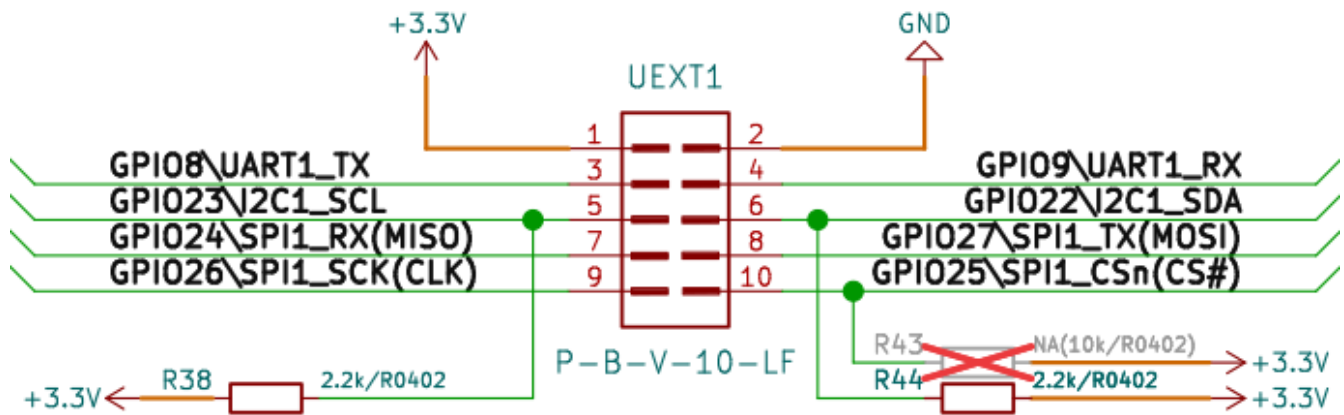 +3.3V
GND
UEXT1
1
2
GPIO8\UART1_TX
3
4
GPIO9\UART1_RX
GPIO23\I2C1_SCL
5
6
GPIO22\I2C1_SDA
GPIO24\SPI1_RX(MISO)
7
8
GPIO27\SPI1_TX(MOSI)
GPIO26\SPI1_SCK(CLK)
9
10
GPIO25\SPI1_CSn(CS#)
P-B-V-10-LF
R43
NA(10k/R0402)
+3.3V
+3.3V
R38
2.2k/R0402
R44
2.2k/R0402
+3.3V